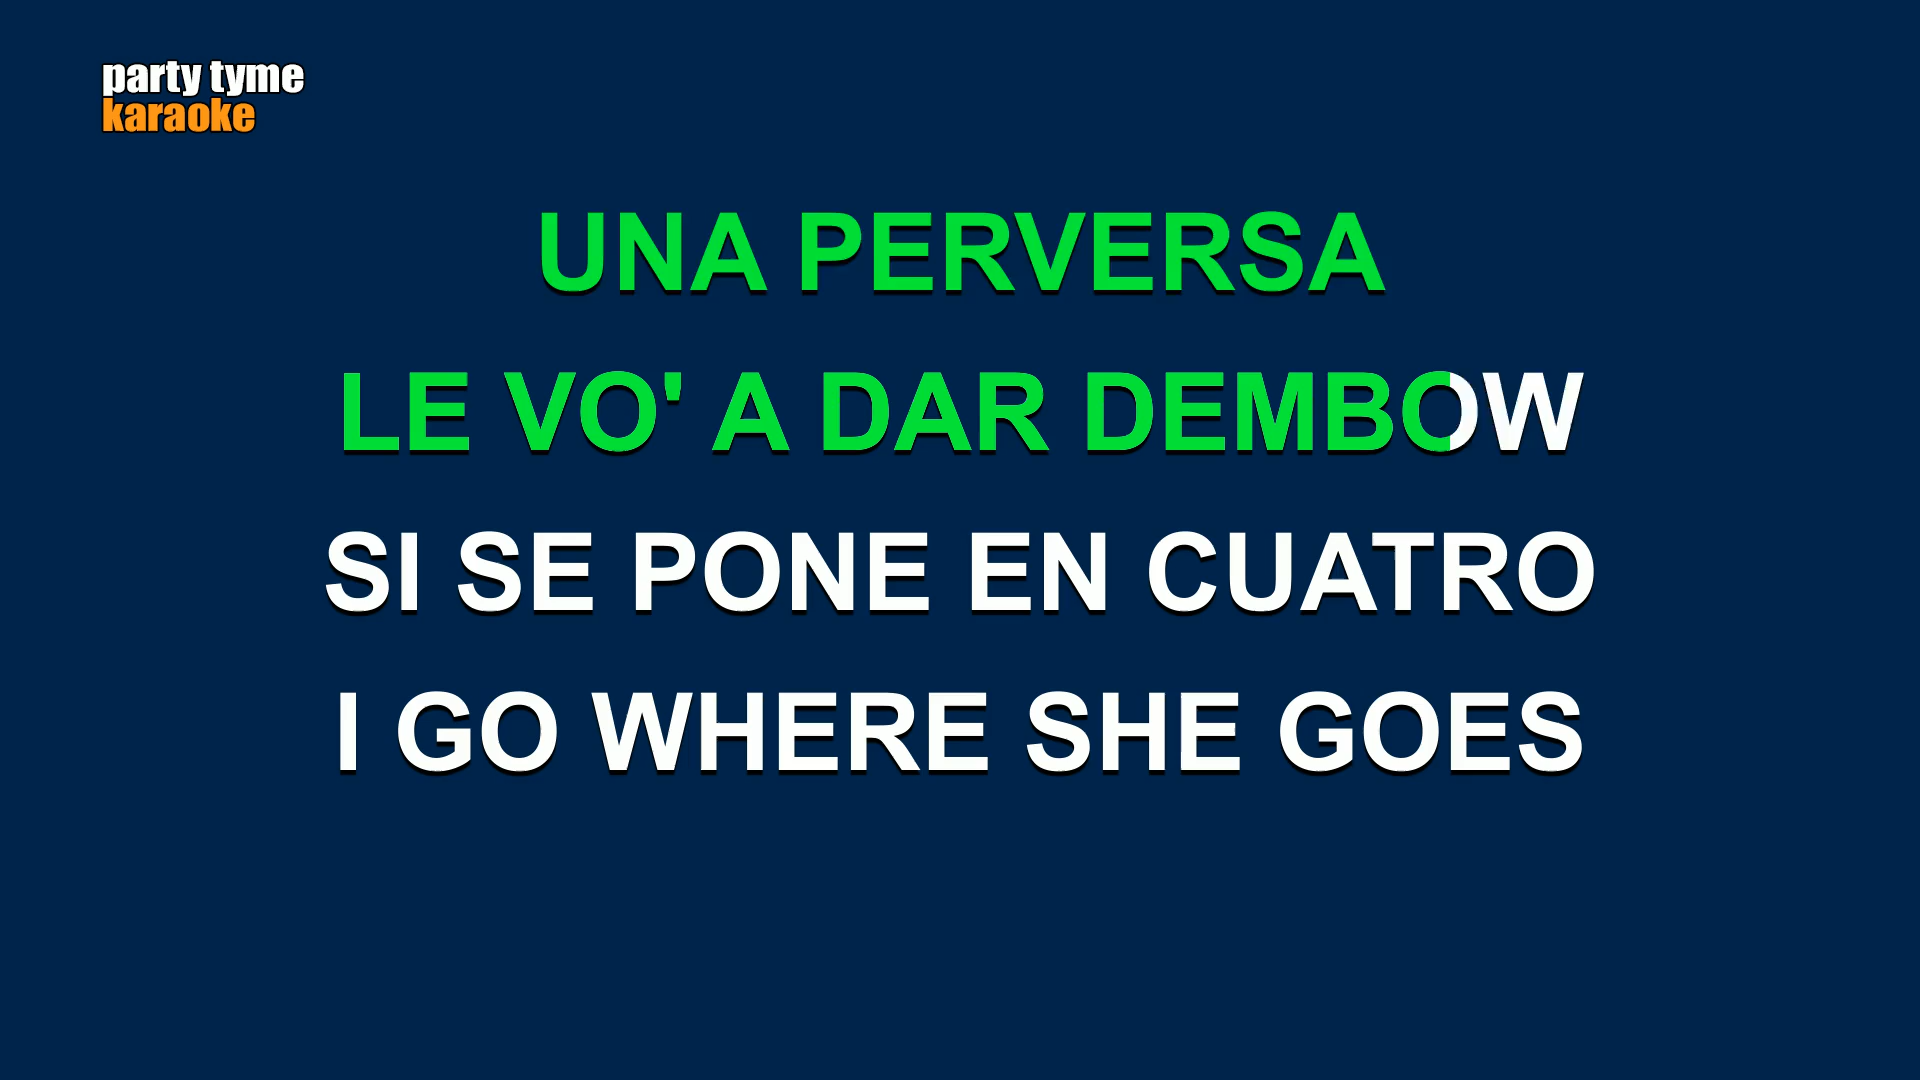 party tyme
karaoke
UNA PERVERSA
LE VO' A DAR DEMBOW
SI SE PONE EN CUATRO
I GO WHERE SHE GOES